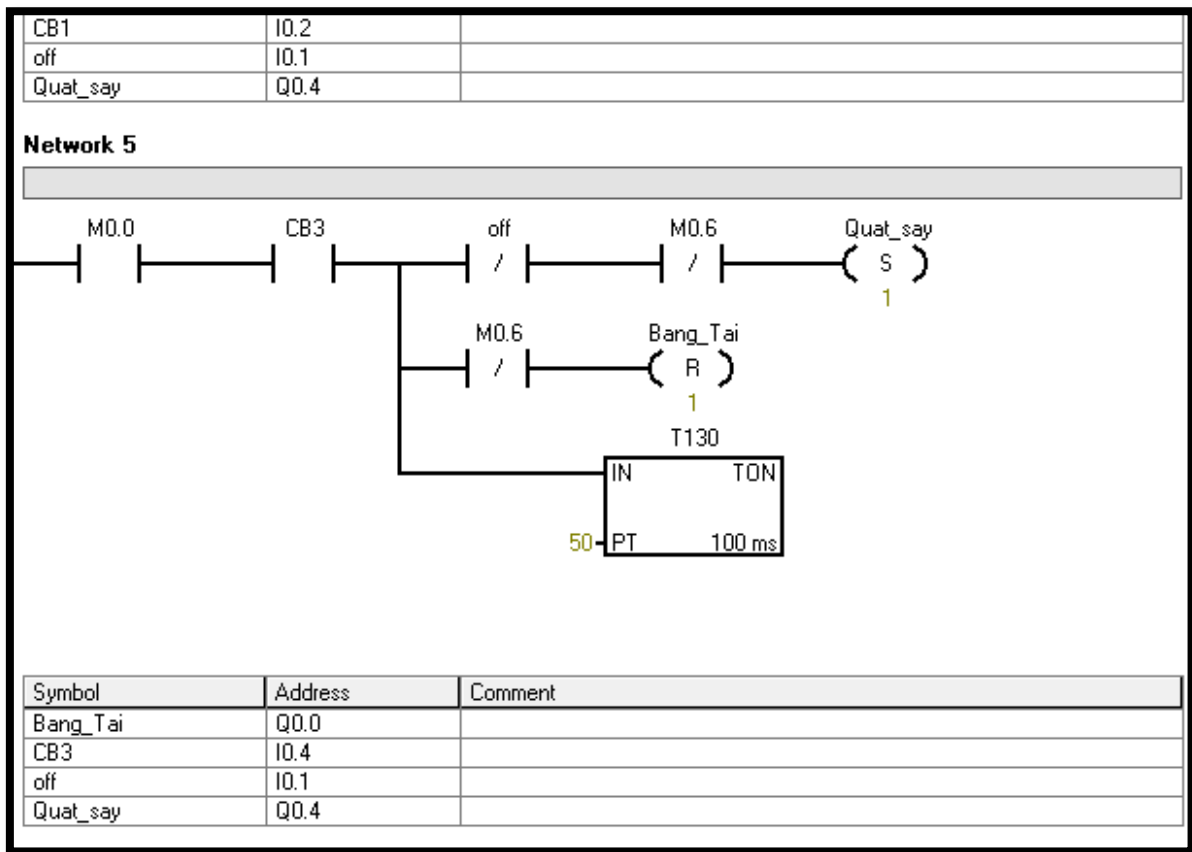 CB1 I0.2
off I0.1
Quat_say Q0.4
Network 5
M0.0 CB3 off M0.6 Quat_say
/ / S
1
M0.6 Bang_Tai
/ R
1
T130
IN TON
50 PT 100 ms
Symbol Address Comment
Bang_Tai Q0.0
CB3 I0.4
off I0.1
Quat_say Q0.4